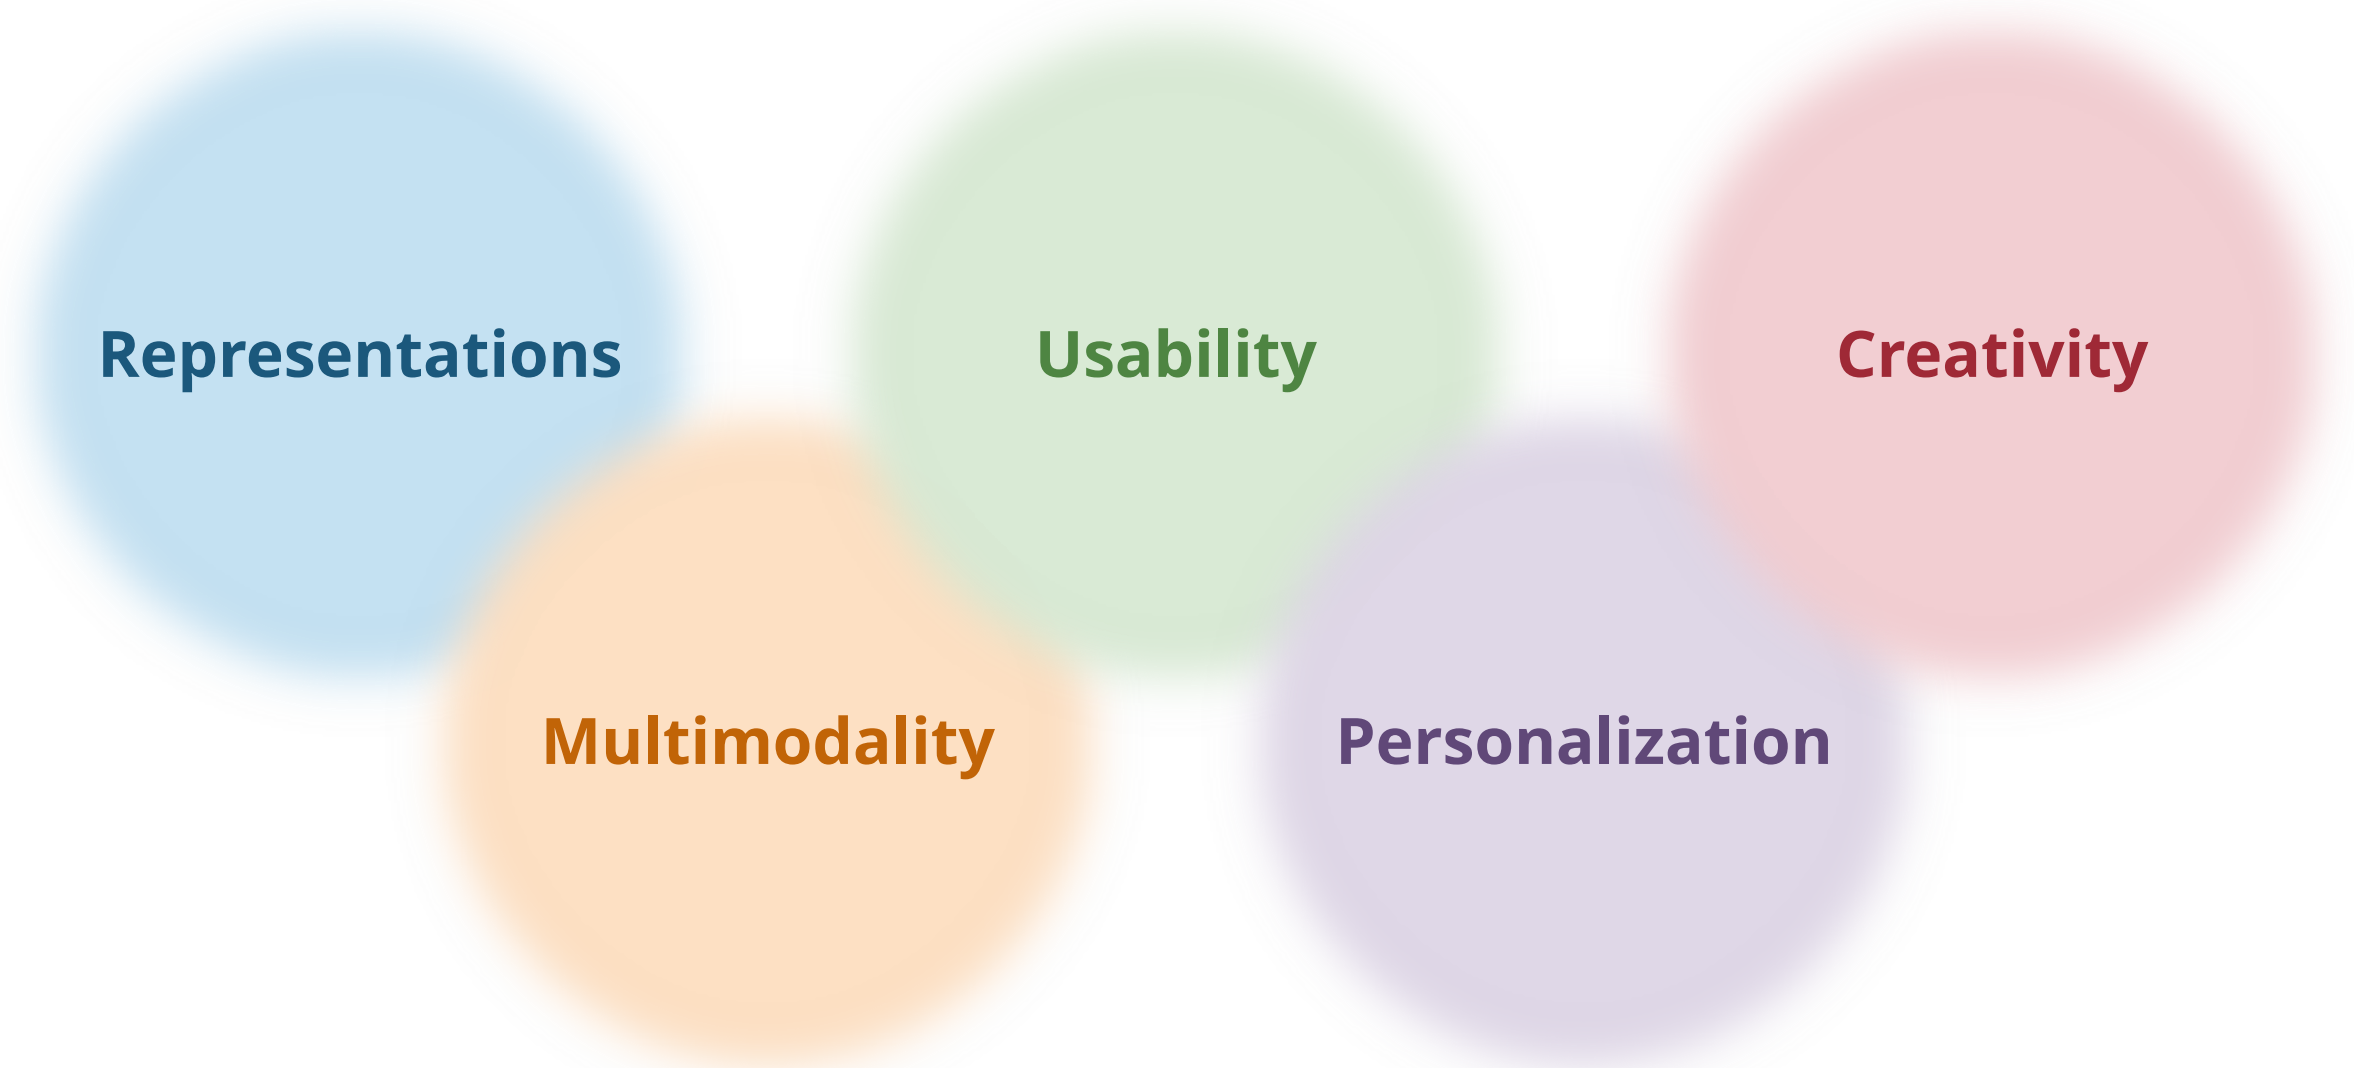 Representations
Usability
Creativity
Multimodality
Personalization